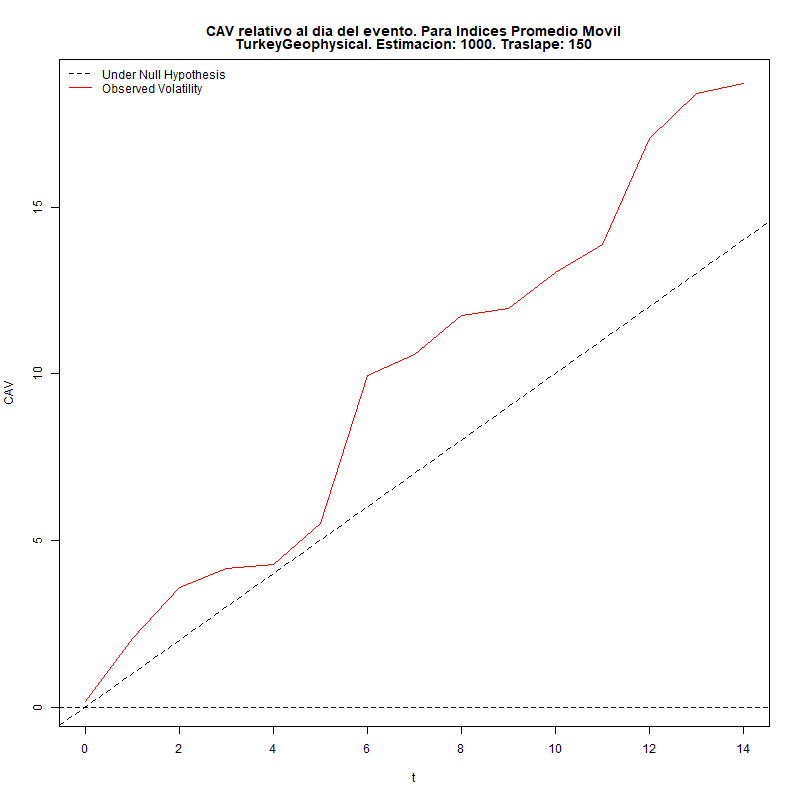 CAV relativo al dia del evento. Para Indices Promedio Movil
TurkeyGeophysical. Estimacion: 1000. Traslape: 150
Under Null Hypothesis
Observed Volatility
15
10
5
0
CAV
0 2 4 6 8 10 12 14
t